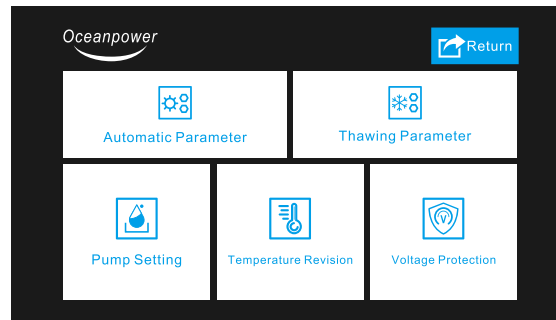 Oceanpower
Return
Automatic Parameter
Thawing Parameter
Pump Setting
Temperature Revision
Voltage Protection
V